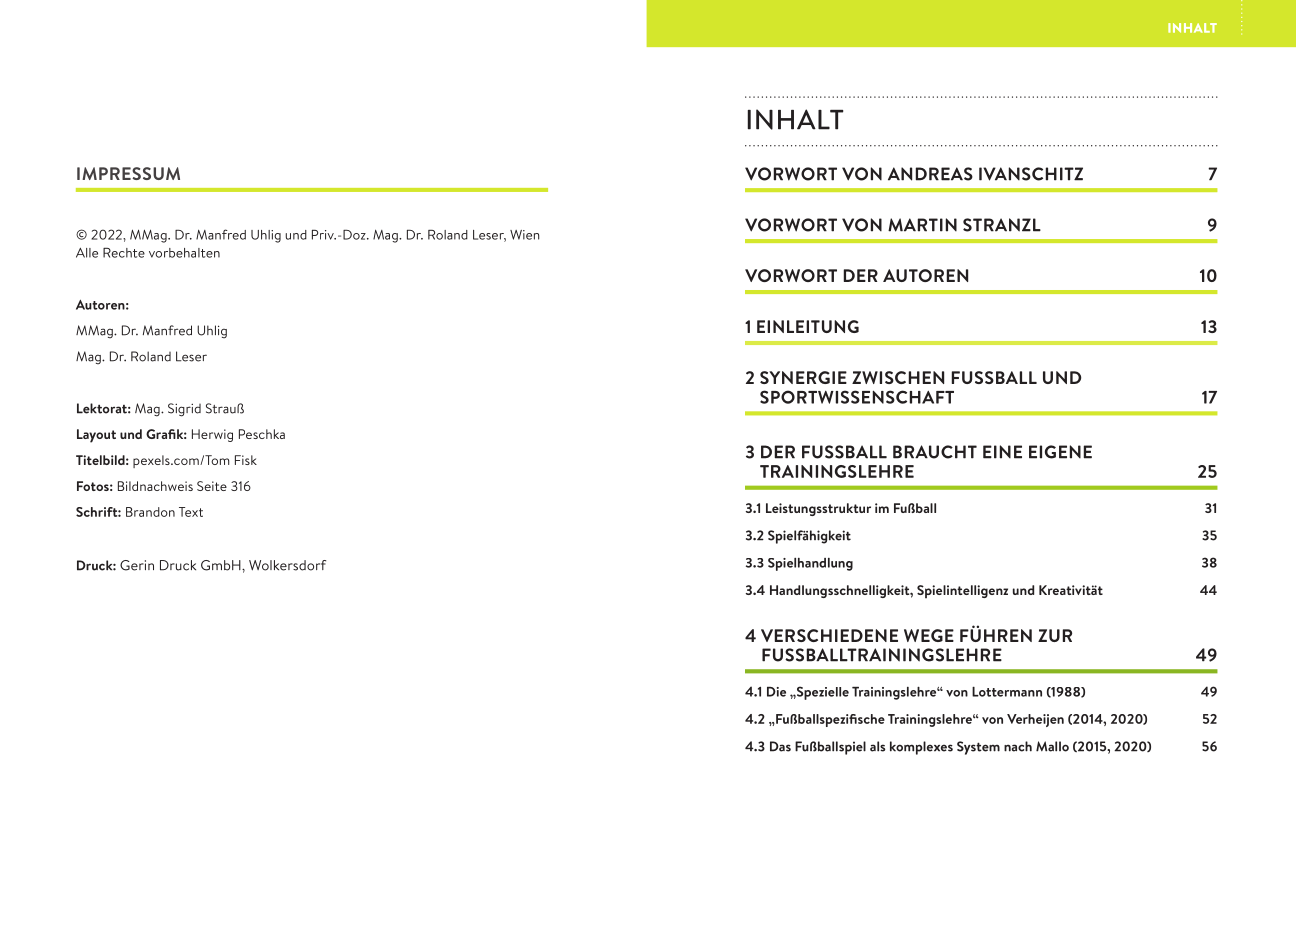 IMPRESSUM
© 2022, MMag. Dr. Manfred Uhlig und Priv.-Doz. Mag. Dr. Roland Leser, Wien
Alle Rechte vorbehalten
Autoren:
MMag. Dr. Manfred Uhlig
Mag. Dr. Roland Leser
Lektorat: Mag. Sigrid Strauß
Layout und Grafik: Herwig Peschka
Titelbild: pexels.com/Tom Fisk
Fotos: Bildnachweis Seite 316
Schrift: Brandon Text
Druck: Gerin Druck GmbH, Wolkersdorf
INHALT
INHALT
VORWORT VON ANDREAS IVANSCHITZ 7
VORWORT VON MARTIN STRANZL 9
VORWORT DER AUTOREN 10
1 EINLEITUNG 13
2 SYNERGIE ZWISCHEN FUSSBALL UND
SPORTWISSENSCHAFT 17
3 DER FUSSBALL BRAUCHT EINE EIGENE
TRAININGSLEHRE 25
3.1 Leistungsstruktur im Fußball 31
3.2 Spielfähigkeit 35
3.3 Spielhandlung 38
3.4 Handlungsschnelligkeit, Spielintelligenz und Kreativität 44
4 VERSCHIEDENE WEGE FÜHREN ZUR
FUSSBALLTRAININGSLEHRE 49
4.1 Die „Spezielle Trainingslehre“ von Lottermann (1988) 49
4.2 „Fußballspezifische Trainingslehre“ von Verheijen (2014, 2020) 52
4.3 Das Fußballspiel als komplexes System nach Mallo (2015, 2020) 56